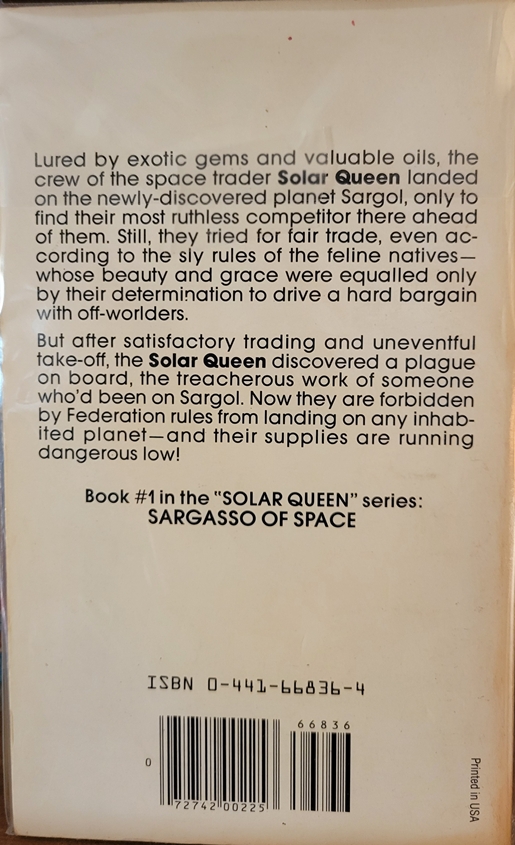 Lured by exotic gems and valuable oils, the
crew of the space trader Solar Queen landed
on the newly-discovered planet Sargol, only to
find their most ruthless competitor there ahead
of them. Still, they tried for fair trade, even ac-
cording to the sly rules of the feline natives—
whose beauty and grace were equalled only
by their determination to drive a hard bargain
with off-worlders.
But after satisfactory trading and uneventful
take-off, the Solar Queen discovered a plague
on board, the treacherous work of someone
who'd been on Sargol. Now they are forbidden
by Federation rules from landing on any inhab-
ited planet—and their supplies are running
dangerous low!
Book #1 in the "SOLAR QUEEN" series:
SARGASSO OF SPACE
ISBN 0-441-66836-4
66836
0
72742 00225
Printed in USA